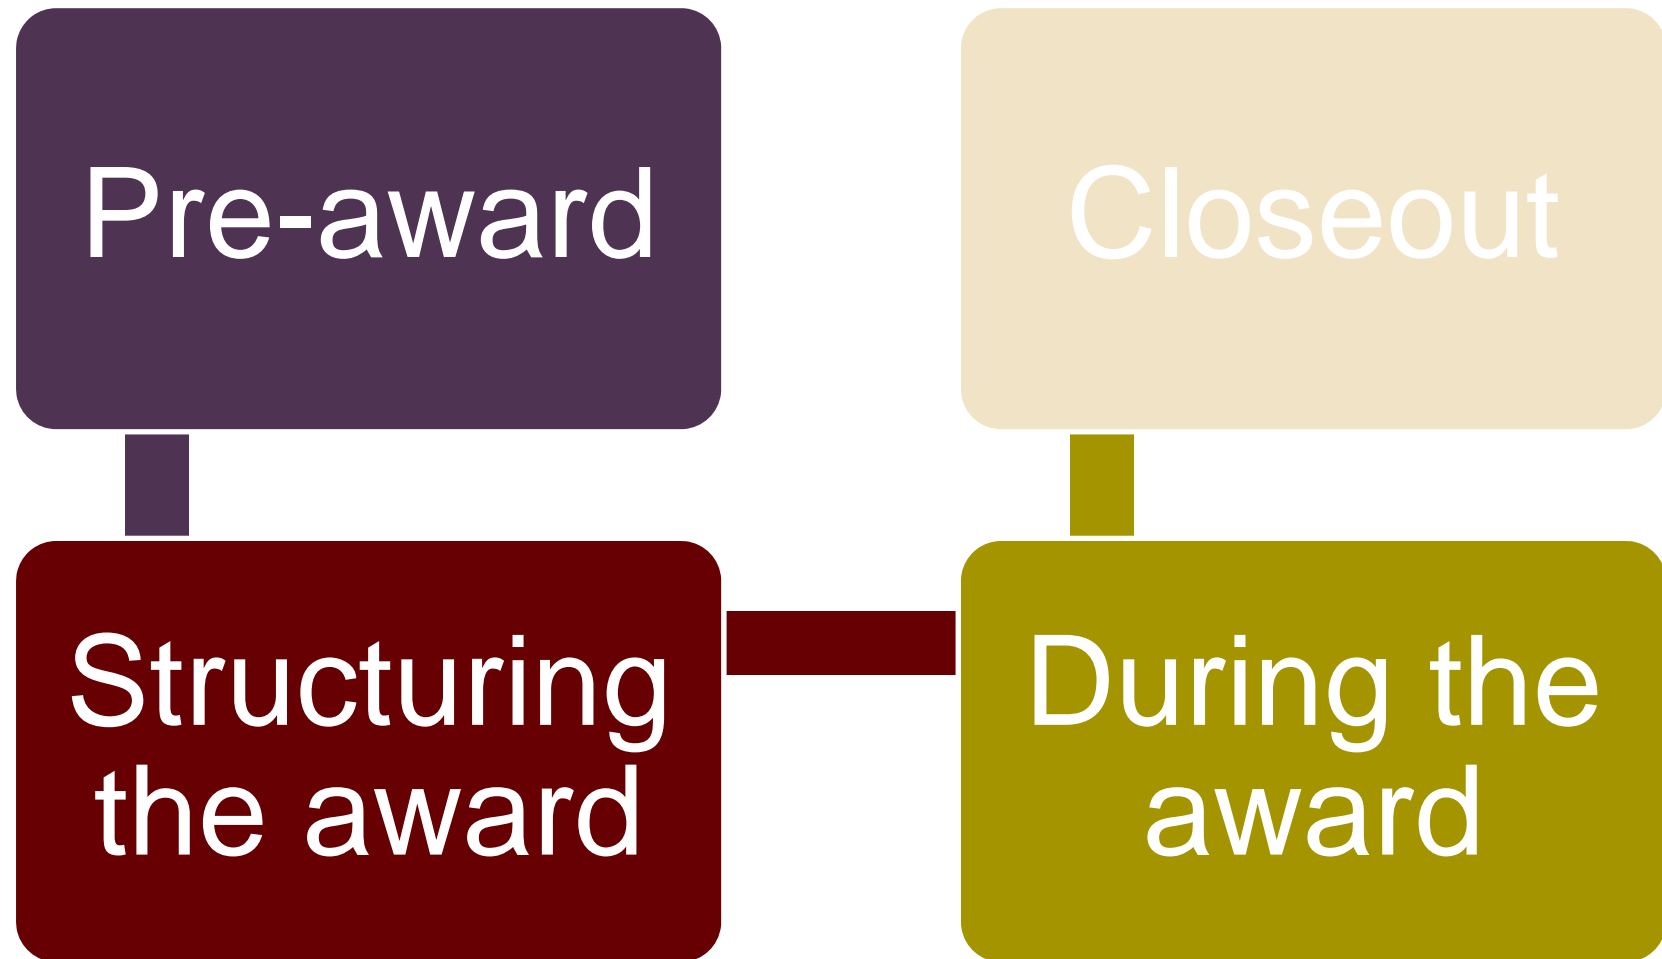 Pre-award
Structuring
the award
During the
award
Closeout